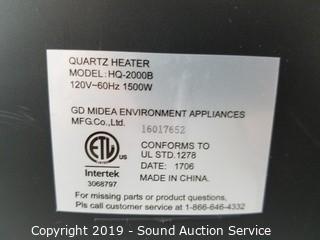 QUARTZ HEATER
MODEL: HQ-2000B
120V~60Hz 1500W
GD MIDEA ENVIRONMENT APPLIANCES
MFG.Co.,Ltd.
16017652
ETL
CM
LISTED
US
Intertek
3068797
CONFORMS TO
UL STD.1278
DATE: 1706
MADE IN CHINA.
For missing parts or product questions,
Pls call customer service at 1-866-646-4332
Copyright 2019 - Sound Auction Service